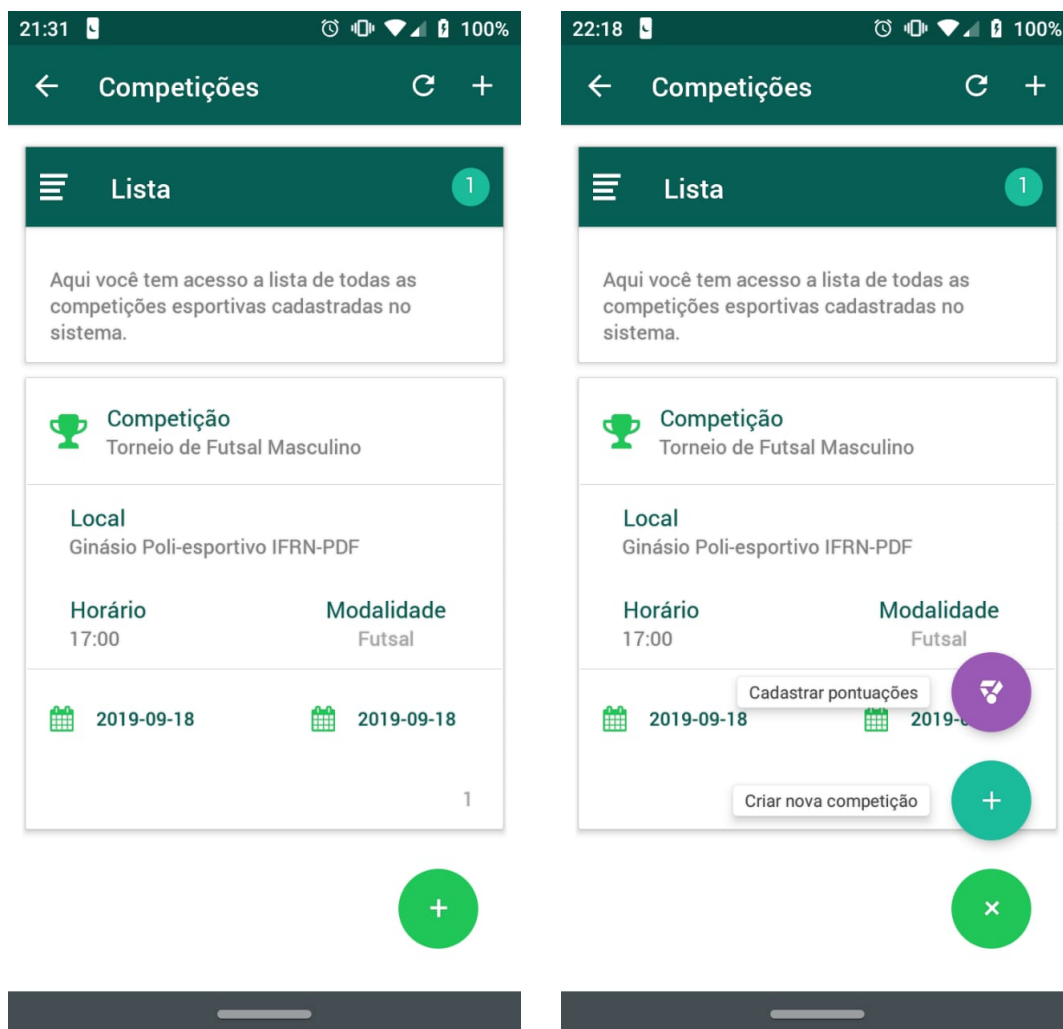 21:31
100%
Competições
Lista
1
Aqui você tem acesso a lista de todas as
competições esportivas cadastradas no
sistema.
Competição
Torneio de Futsal Masculino
Local
Ginásio Poli-esportivo IFRN-PDF
Horário
Modalidade
17:00
Futsal
2019-09-18
2019-09-18
1
22:18
100%
Competições
Lista
1
Aqui você tem acesso a lista de todas as
competições esportivas cadastradas no
sistema.
Competição
Torneio de Futsal Masculino
Local
Ginásio Poli-esportivo IFRN-PDF
Horário
Modalidade
17:00
Futsal
Cadastrar pontuações
2019-09-18
2019-
Criar nova competição